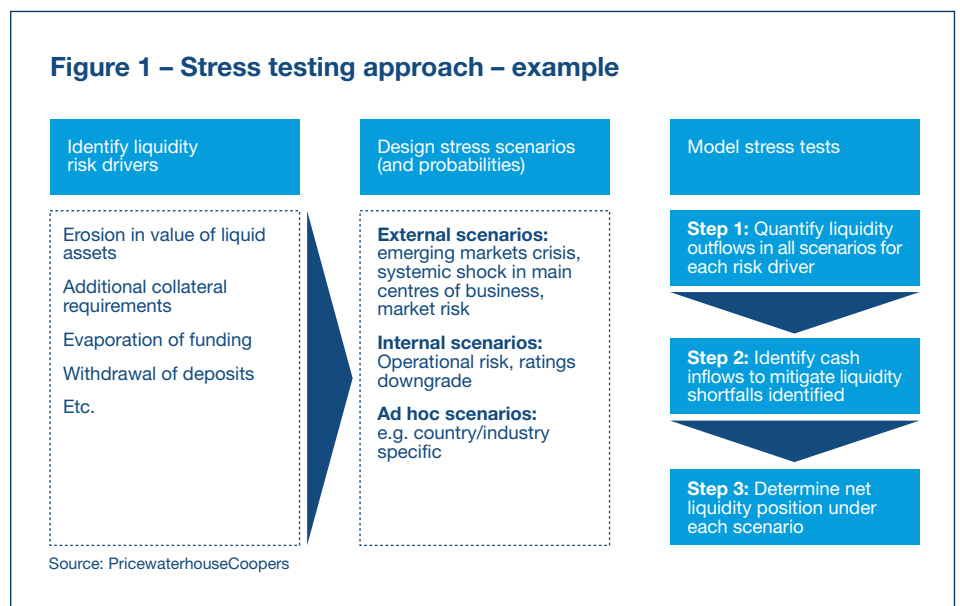 Figure 1 – Stress testing approach – example
Identify liquidity
risk drivers
Erosion in value of liquid
assets
Additional collateral
requirements
Evaporation of funding
Withdrawal of deposits
Etc.
Design stress scenarios
(and probabilities)
External scenarios:
emerging markets crisis,
systemic shock in main
centres of business,
market risk
Internal scenarios:
Operational risk, ratings
downgrade
Ad hoc scenarios:
e.g. country/industry
specific
Model stress tests
Step 1: Quantify liquidity
outflows in all scenarios for
each risk driver
Step 2: Identify cash
inflows to mitigate liquidity
shortfalls identified
Step 3: Determine net
liquidity position under
each scenario
Source: PricewaterhouseCoopers